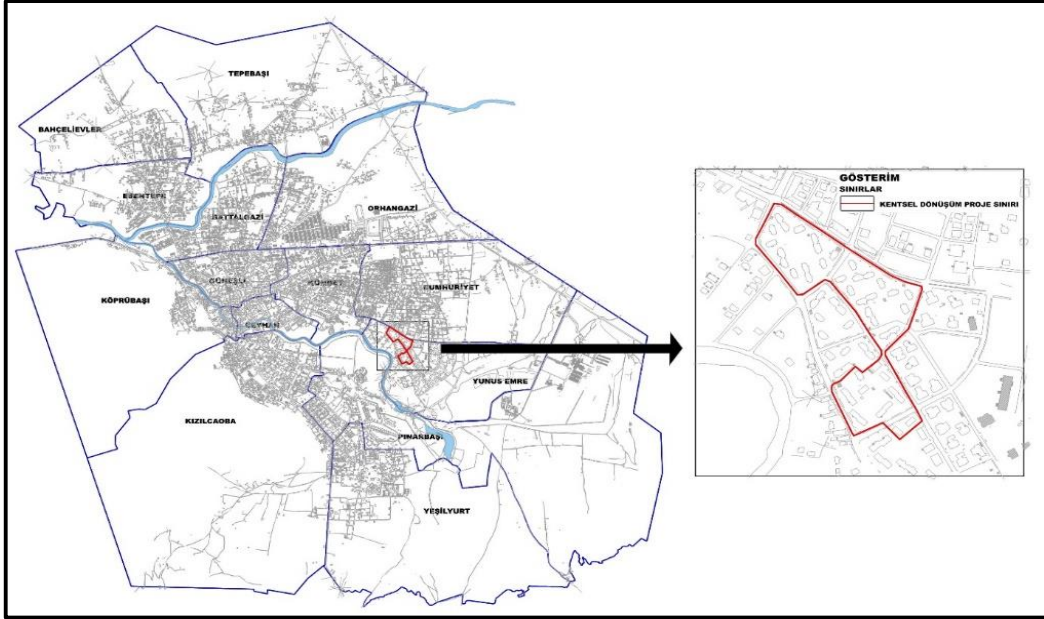 TEPEBAŞI
BAHÇELİEVLER
ESENTEPE
BATTALGAZİ
ORHANGAZİ
GÜNEŞLİ
KÜMBET
CUMHURİYET
KÖPRÜBAŞI
CEYHAN
YUNUS EMRE
KIZILCAOBA
PINARBAŞI
YEŞİLYURT
GÖSTERİM
SINIRLAR
KENTSEL DÖNÜŞÜM PROJE SINIRI